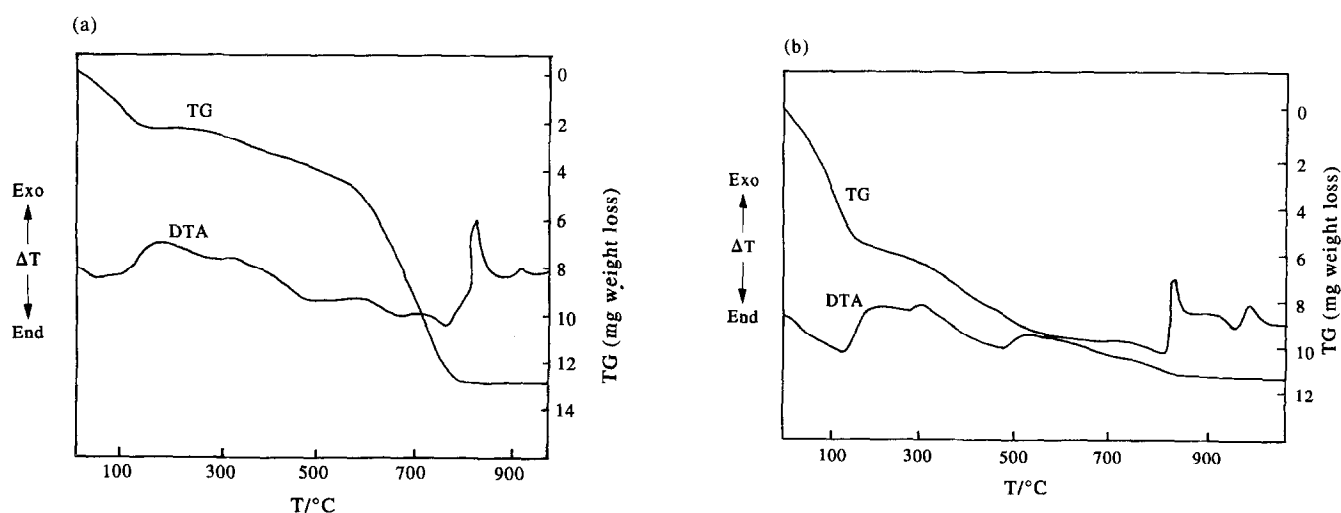 (a)
TG
DTA
Exo
ΔT
End
0
2
4
6
8
10
12
14
TG (mg weight loss)
100 300 500 700 900
T/°C
(b)
TG
DTA
Exo
ΔT
End
0
2
4
6
8
10
12
TG (mg weight loss)
100 300 500 700 900
T/°C